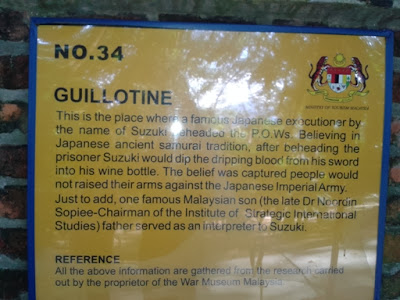 NO.34
MINISTRY OF TOURISM MALAYSIA
GUILLOTINE
This is the place where a famous Japanese executioner by
the name of Suzuki beheaded the P.O.Ws. Believing in
Japanese ancient samurai tradition, after beheading the
prisoner Suzuki would dip the dripping blood from his sword
into his wine bottle. The belief was captured people would
not raised their arms against the Japanese Imperial Army.
Just to add, one famous Malaysian son (the late Dr Noordin
Sopiee-Chairman of the Institute of Strategic International
Studies) father served as an interpreter to Suzuki.
REFERENCE
All the above information are gathered from the research carried
out by the proprietor of the War Museum Malaysia